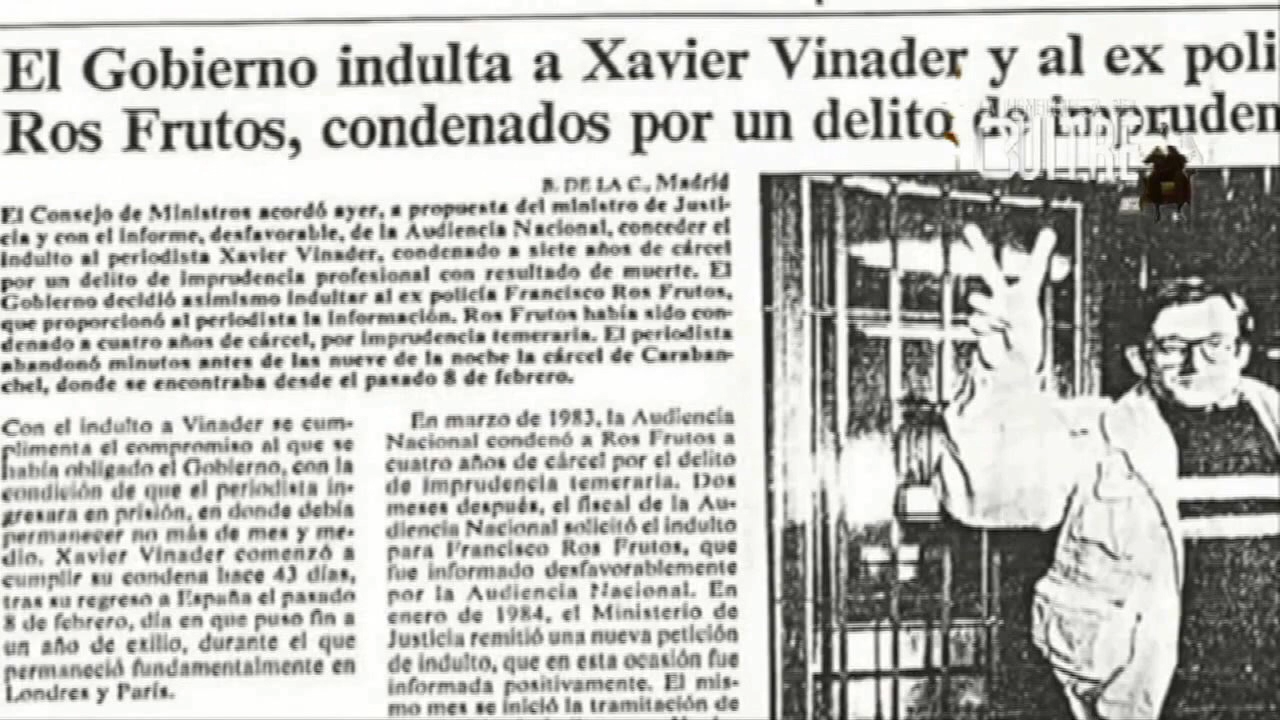 El Gobierno indulta a Xavier Vinader y al ex poli
Ros Frutos, condenados por un delito de impruden
B. DE LA C., Madrid
El Consejo de Ministros acordó ayer, a propuesta del ministro de Justi-
cia y con el informe, desfavorable, de la Audiencia Nacional, conceder el
indulto al periodista Xavier Vinader, condenado a siete años de cárcel
por un delito de imprudencia profesional con resultado de muerte. El
Gobierno decidió asimismo indultar al ex policía Francisco Ros Frutos,
que proporcionó al periodista la información. Ros Frutos había sido con-
denado a cuatro años de cárcel, por imprudencia temeraria. El periodista
abandonó minutos antes de las nueve de la noche la cárcel de Caraban-
chel, donde se encontraba desde el pasado 8 de febrero.
Con el indulto a Vinader se cum-
plimenta el compromiso al que se
había obligado el Gobierno, con la
condición de que el periodista in-
gresara en prisión, en donde debía
permanecer no más de mes y me-
dio. Xavier Vinader comenzó a
cumplir su condena hace 43 días,
tras su regreso a España el pasado
8 de febrero, día en que puso fin a
un año de exilio, durante el que
permaneció fundamentalmente en
Londres y París.
En marzo de 1983, la Audiencia
Nacional condenó a Ros Frutos a
cuatro años de cárcel por el delito
de imprudencia temeraria. Dos
meses después, el fiscal de la Au-
diencia Nacional solicitó el indulto
para Francisco Ros Frutos, que
fue informado desfavorablemente
por la Audiencia Nacional. En
enero de 1984, el Ministerio de
Justicia remitió una nueva petición
de indulto, que en esta ocasión fue
informada positivamente. El mis-
mo mes se inició la tramitación de